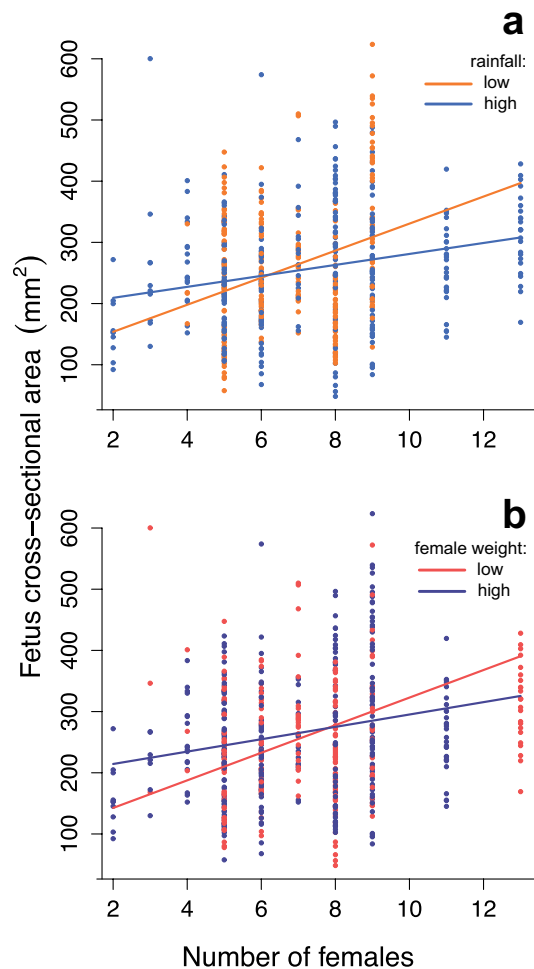 a
rainfall:
low
high
600
500
400
300
200
100
2 4 6 8 10 12
b
female weight:
low
high
600
500
400
300
200
100
2 4 6 8 10 12
Fetus cross−sectional area (mm²)
Number of females